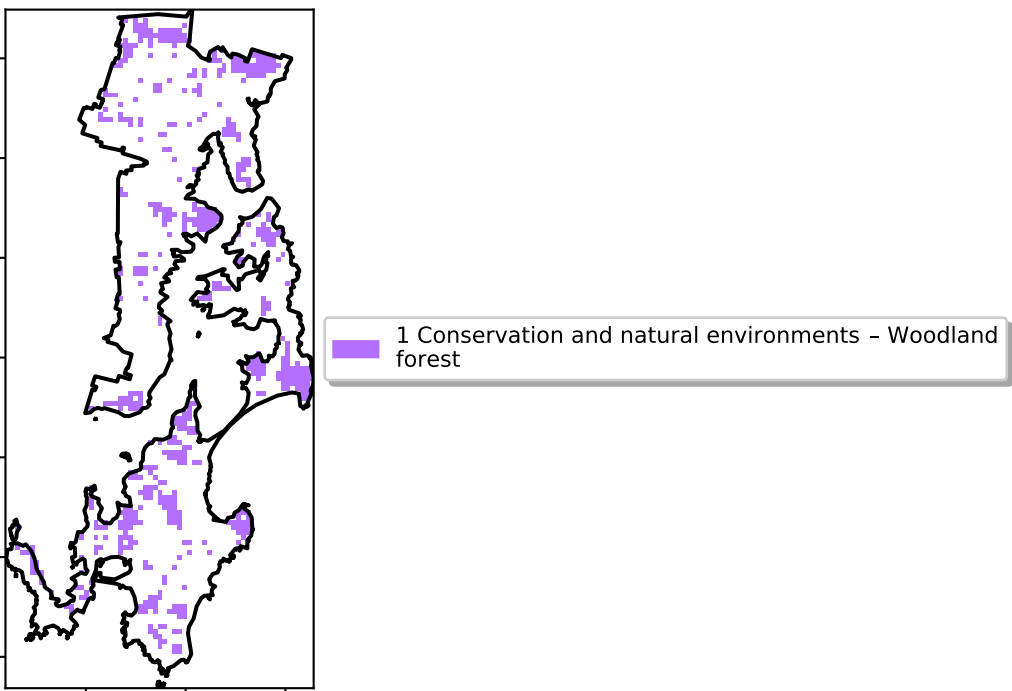 1 Conservation and natural environments – Woodland
forest